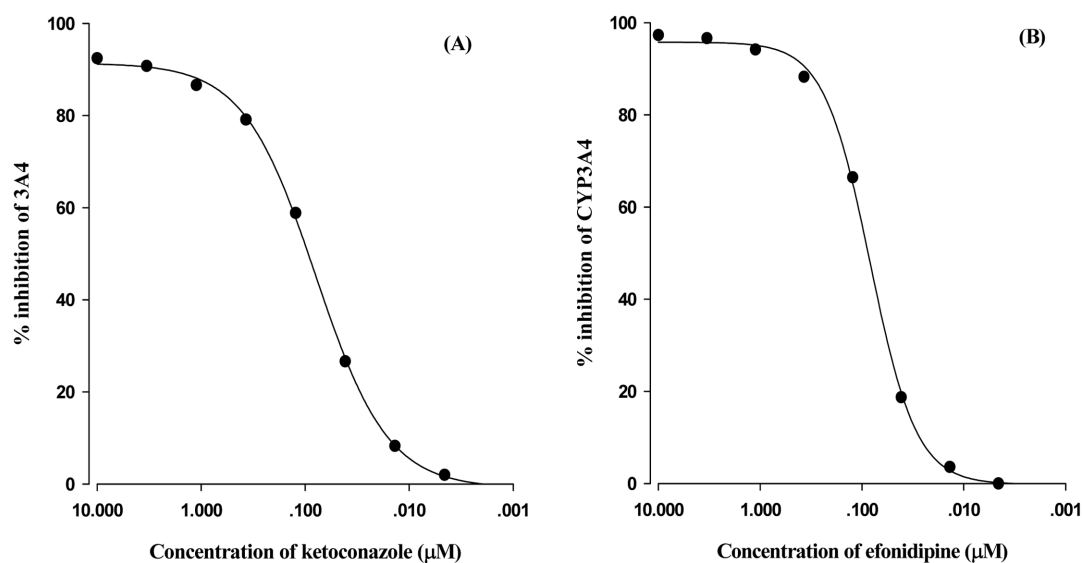 (A)
% inhibition of 3A4
100
80
60
40
20
0
10.000 1.000 .100 .010 .001
Concentration of ketoconazole (μM)
(B)
% inhibition of CYP3A4
100
80
60
40
20
0
10.000 1.000 .100 .010 .001
Concentration of efonidipine (μM)